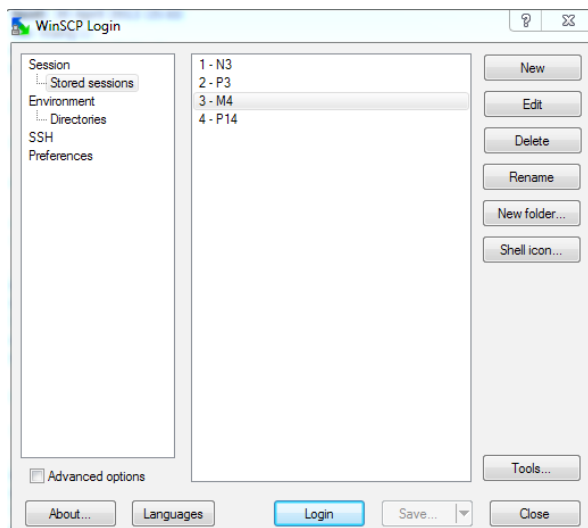 WinSCP Login
?
Session
Stored sessions
Environment
Directories
SSH
Preferences
1 - N3
2 - P3
3 - M4
4 - P14
New
Edit
Delete
Rename
New folder...
Shell icon...
Tools...
Advanced options
About...
Languages
Login
Save...
Close